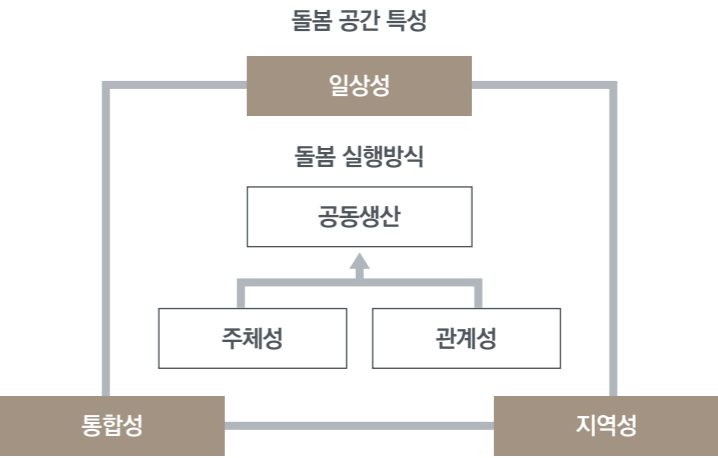 돌봄 공간 특성
일상성
돌봄 실행방식
공동생산
주체성
관계성
통합성
지역성